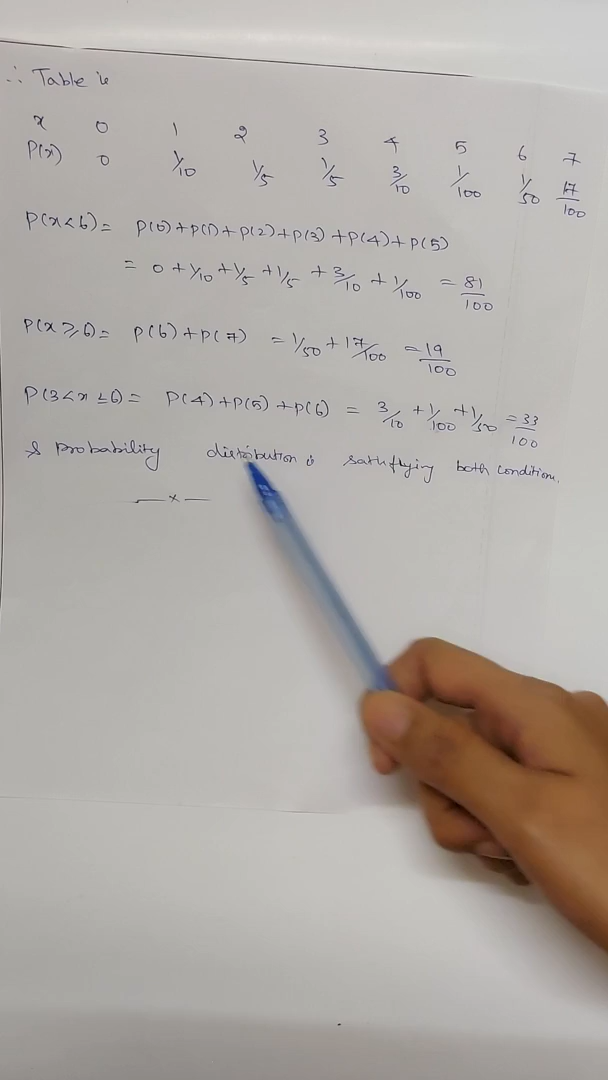 ∴ Table is
x 0 1 2 3 4 5 6 7
P(x) 0 1/10 1/5 1/5 3/10 1/100 1/50 17/100
P(x<6) = P(0)+P(1)+P(2)+P(3)+P(4)+P(5)
= 0+1/10+1/5+1/5+3/10+1/100 = 81/100
P(x≥6) = P(6)+P(7) = 1/50+17/100 = 19/100
P(3<x≤6) = P(4)+P(5)+P(6) = 3/10+1/100+1/50 = 33/100
& probability distribution is satisfying both condition.
—x—